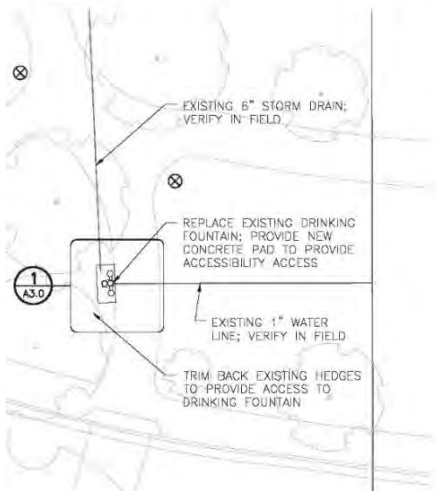 EXISTING 6" STORM DRAIN;
VERIFY IN FIELD
REPLACE EXISTING DRINKING
FOUNTAIN; PROVIDE NEW
CONCRETE PAD TO PROVIDE
ACCESSIBILITY ACCESS
1
A3.0
EXISTING 1" WATER
LINE; VERIFY IN FIELD
TRIM BACK EXISTING HEDGES
TO PROVIDE ACCESS TO
DRINKING FOUNTAIN